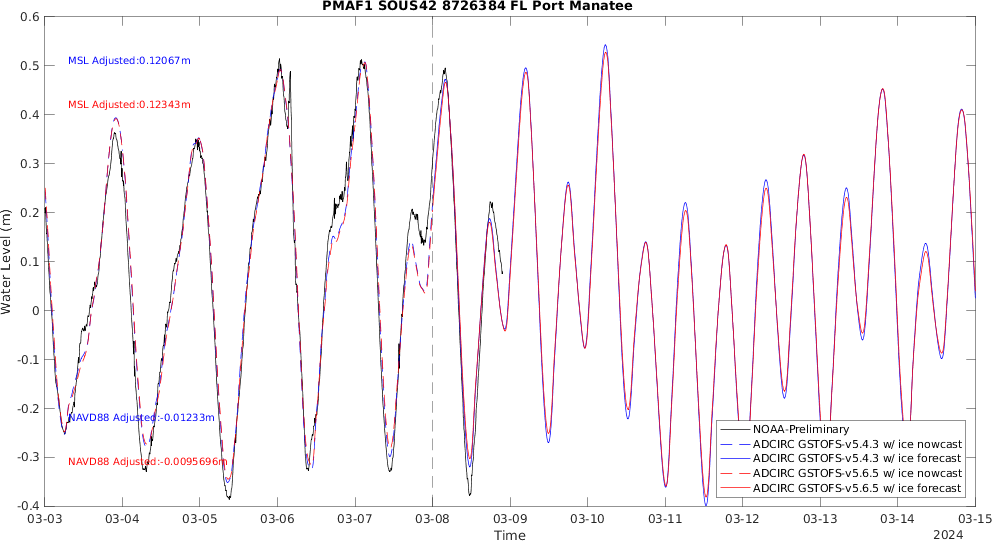 PMAF1 SOUS42 8726384 FL Port Manatee
0.6
0.5
0.4
0.3
0.2
0.1
0
-0.1
-0.2
-0.3
-0.4
Water Level (m)
MSL Adjusted:0.12067m
MSL Adjusted:0.12343m
NAVD88 Adjusted:-0.01233m
NAVD88 Adjusted:-0.0095696m
NOAA-Preliminary
ADCIRC GSTOFS-v5.4.3 w/ ice nowcast
ADCIRC GSTOFS-v5.4.3 w/ ice forecast
ADCIRC GSTOFS-v5.6.5 w/ ice nowcast
ADCIRC GSTOFS-v5.6.5 w/ ice forecast
03-03 03-04 03-05 03-06 03-07 03-08 03-09 03-10 03-11 03-12 03-13 03-14 03-15
Time
2024